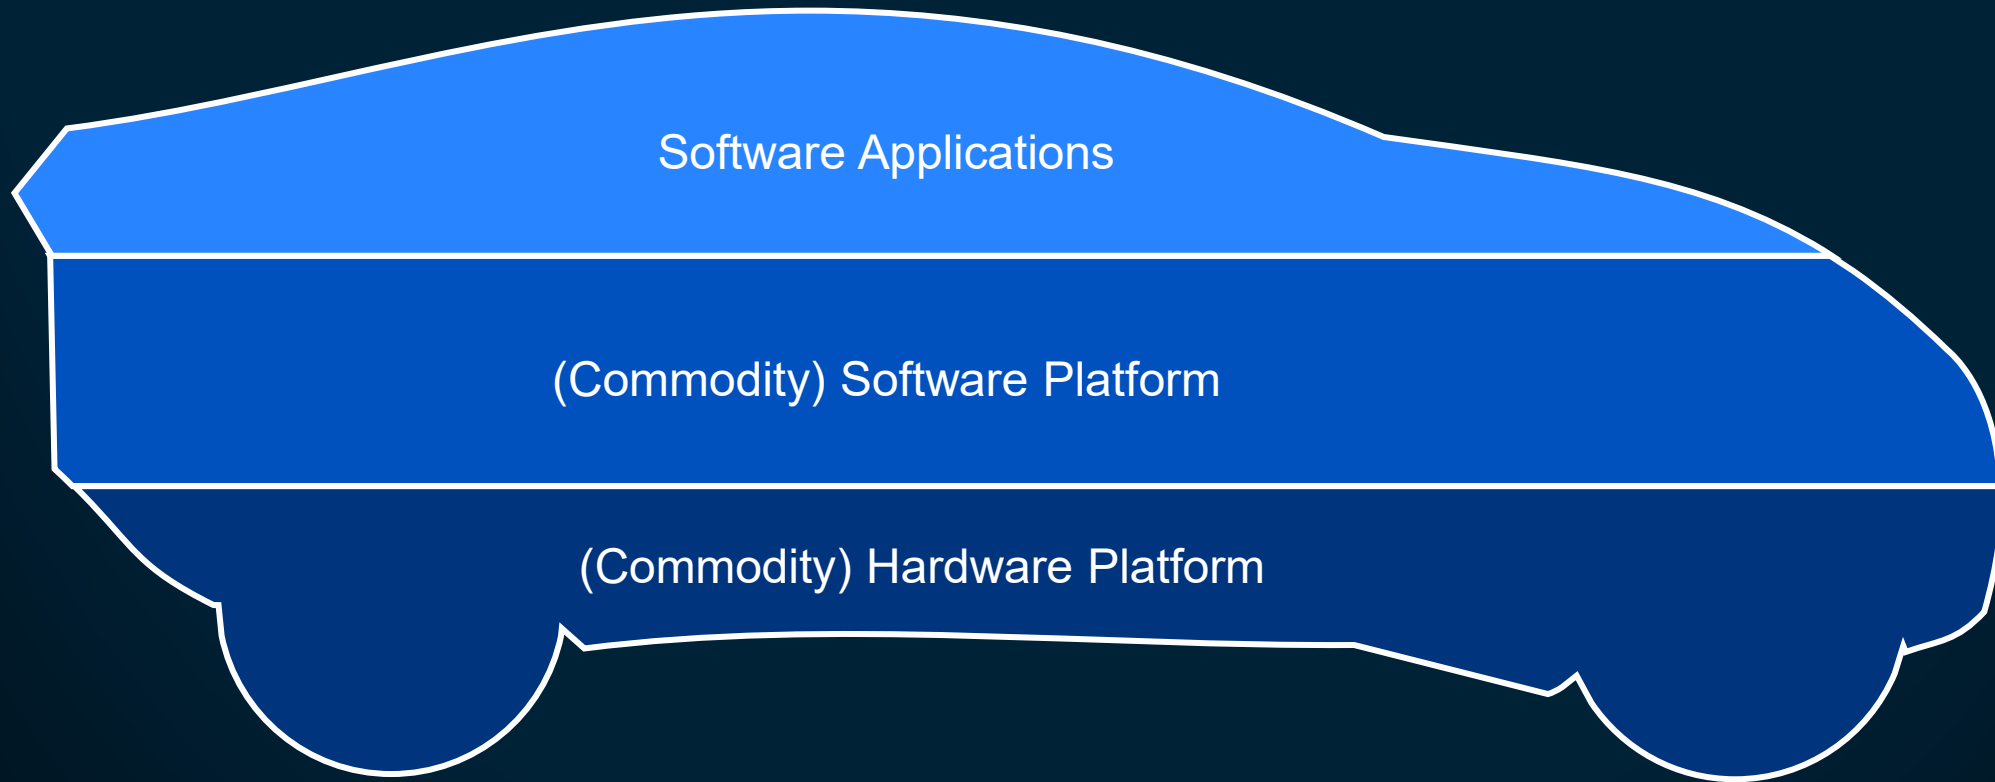 Software Applications
(Commodity) Software Platform
(Commodity) Hardware Platform